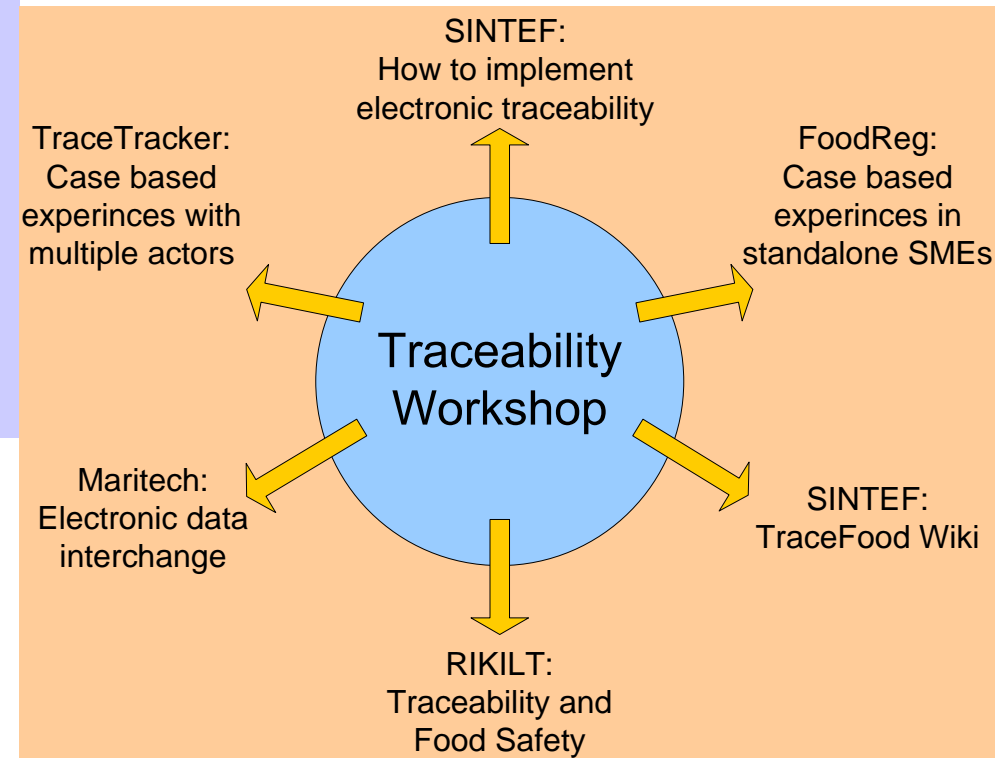 SINTEF:
How to implement
electronic traceability
TraceTracker:
Case based
experinces with
multiple actors
FoodReg:
Case based
experinces in
standalone SMEs
Traceability
Workshop
Maritech:
Electronic data
interchange
SINTEF:
TraceFood Wiki
RIKILT:
Traceability and
Food Safety